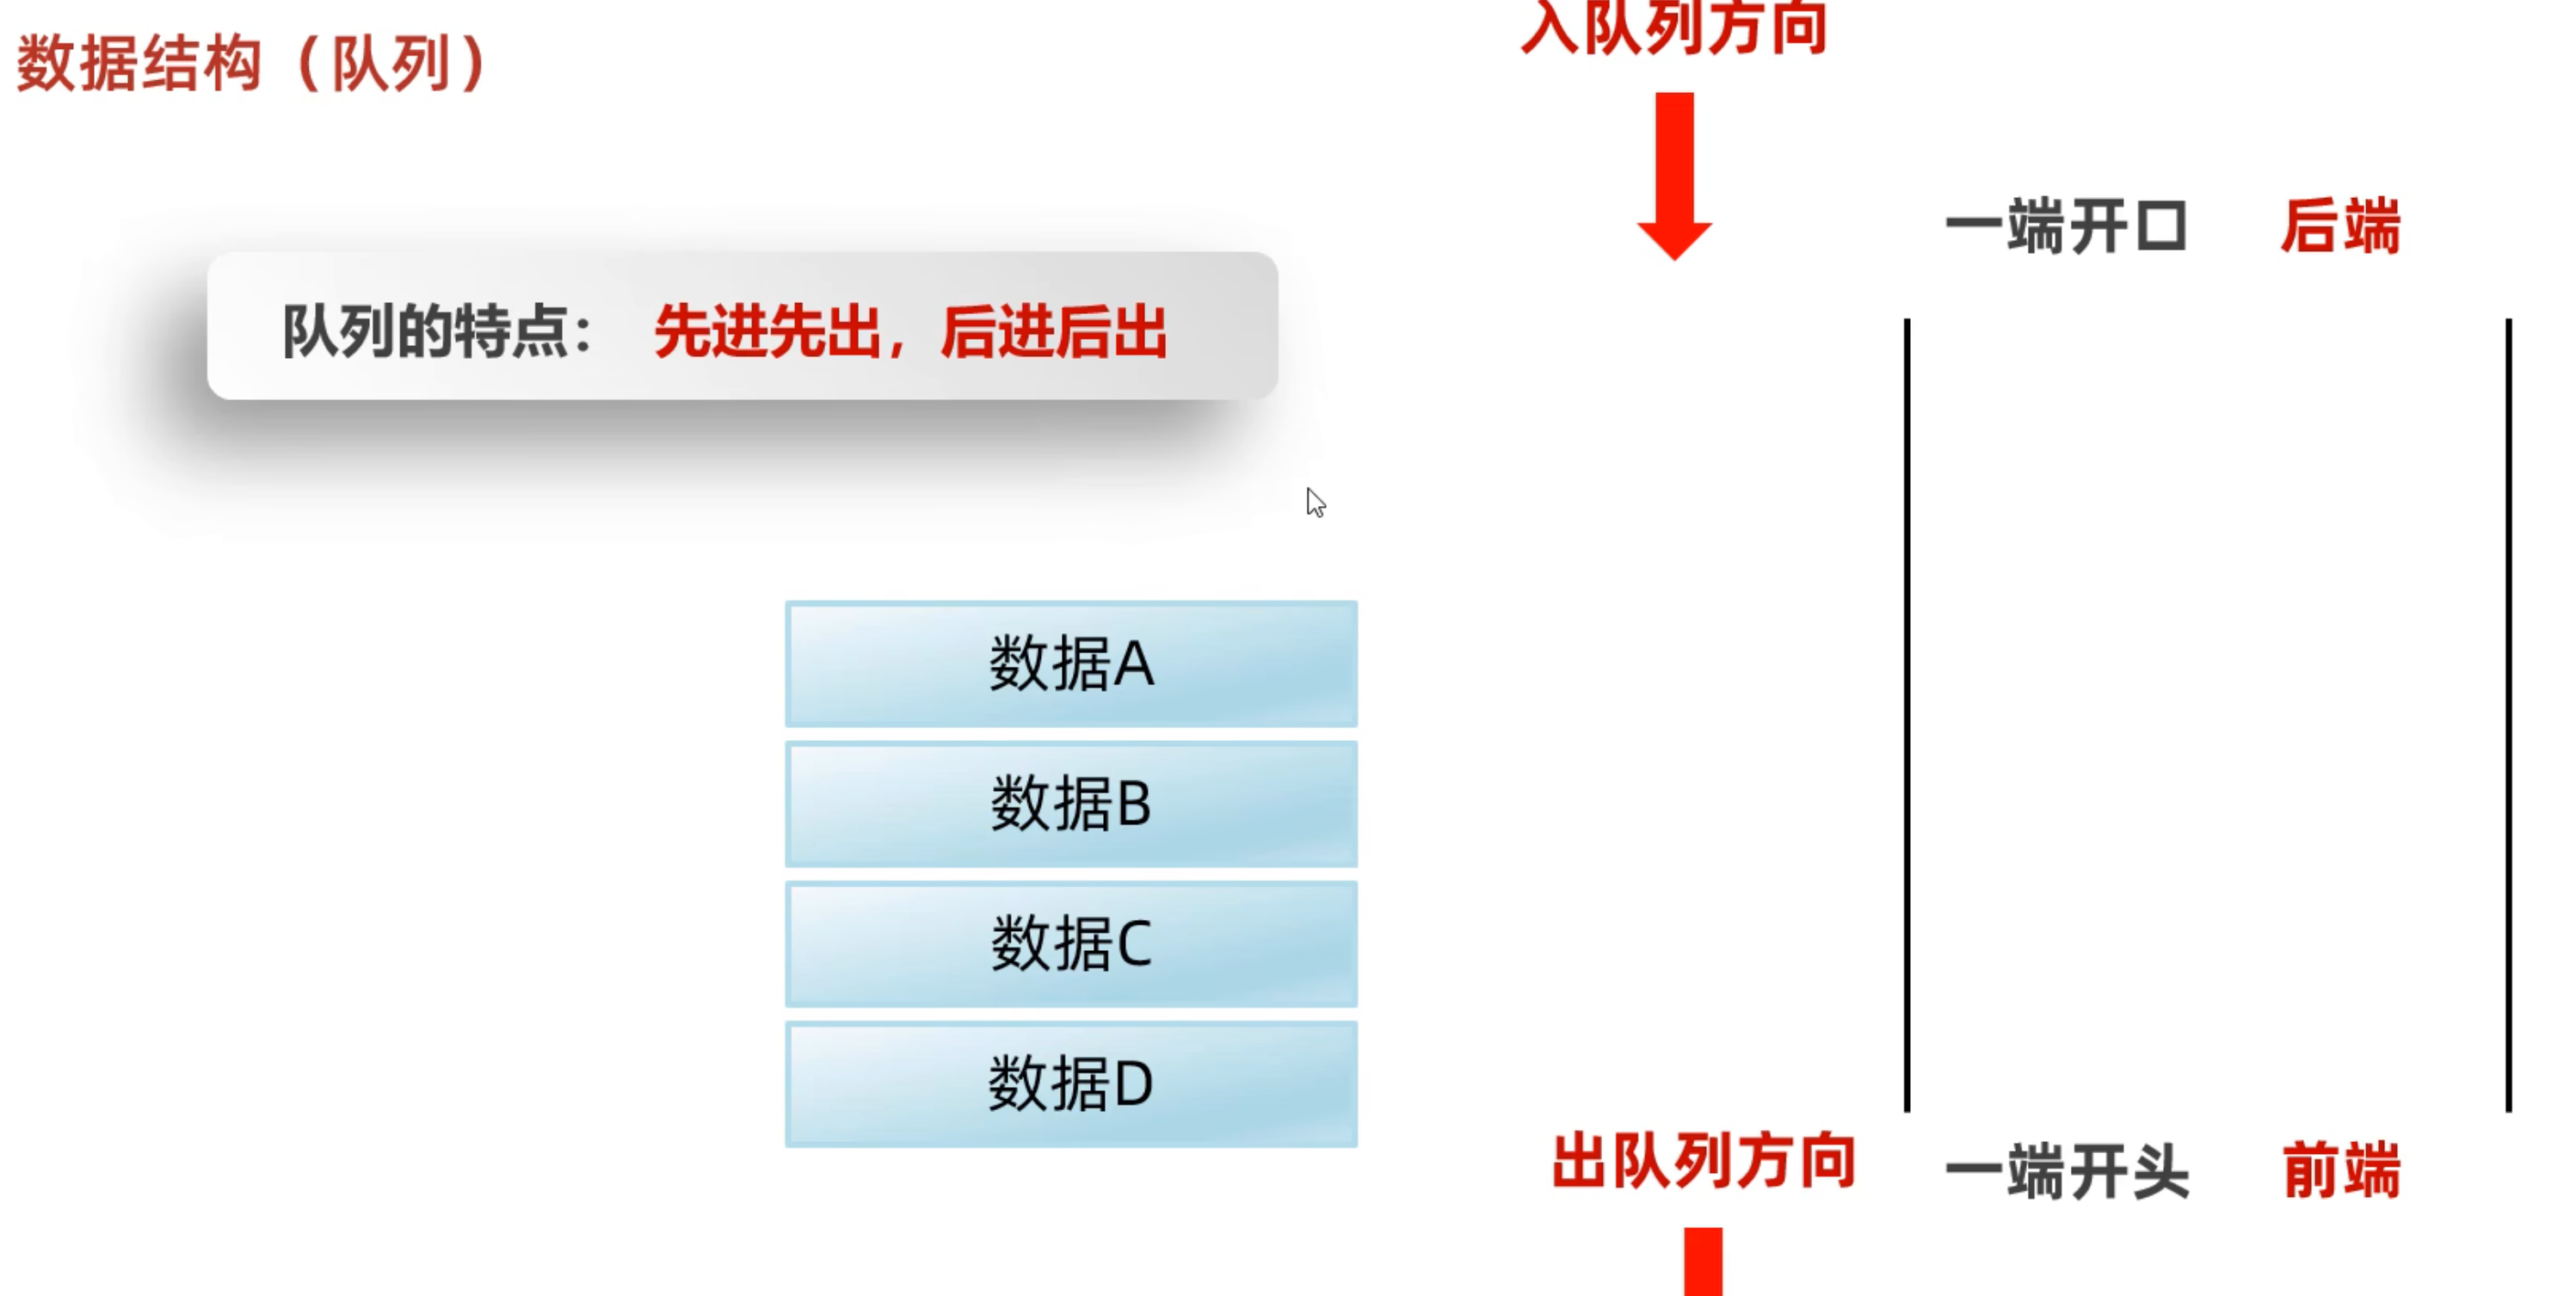 数据结构（队列）
入队列方向
一端开口 后端
队列的特点： 先进先出，后进后出
数据A
数据B
数据C
数据D
出队列方向
一端开头 前端